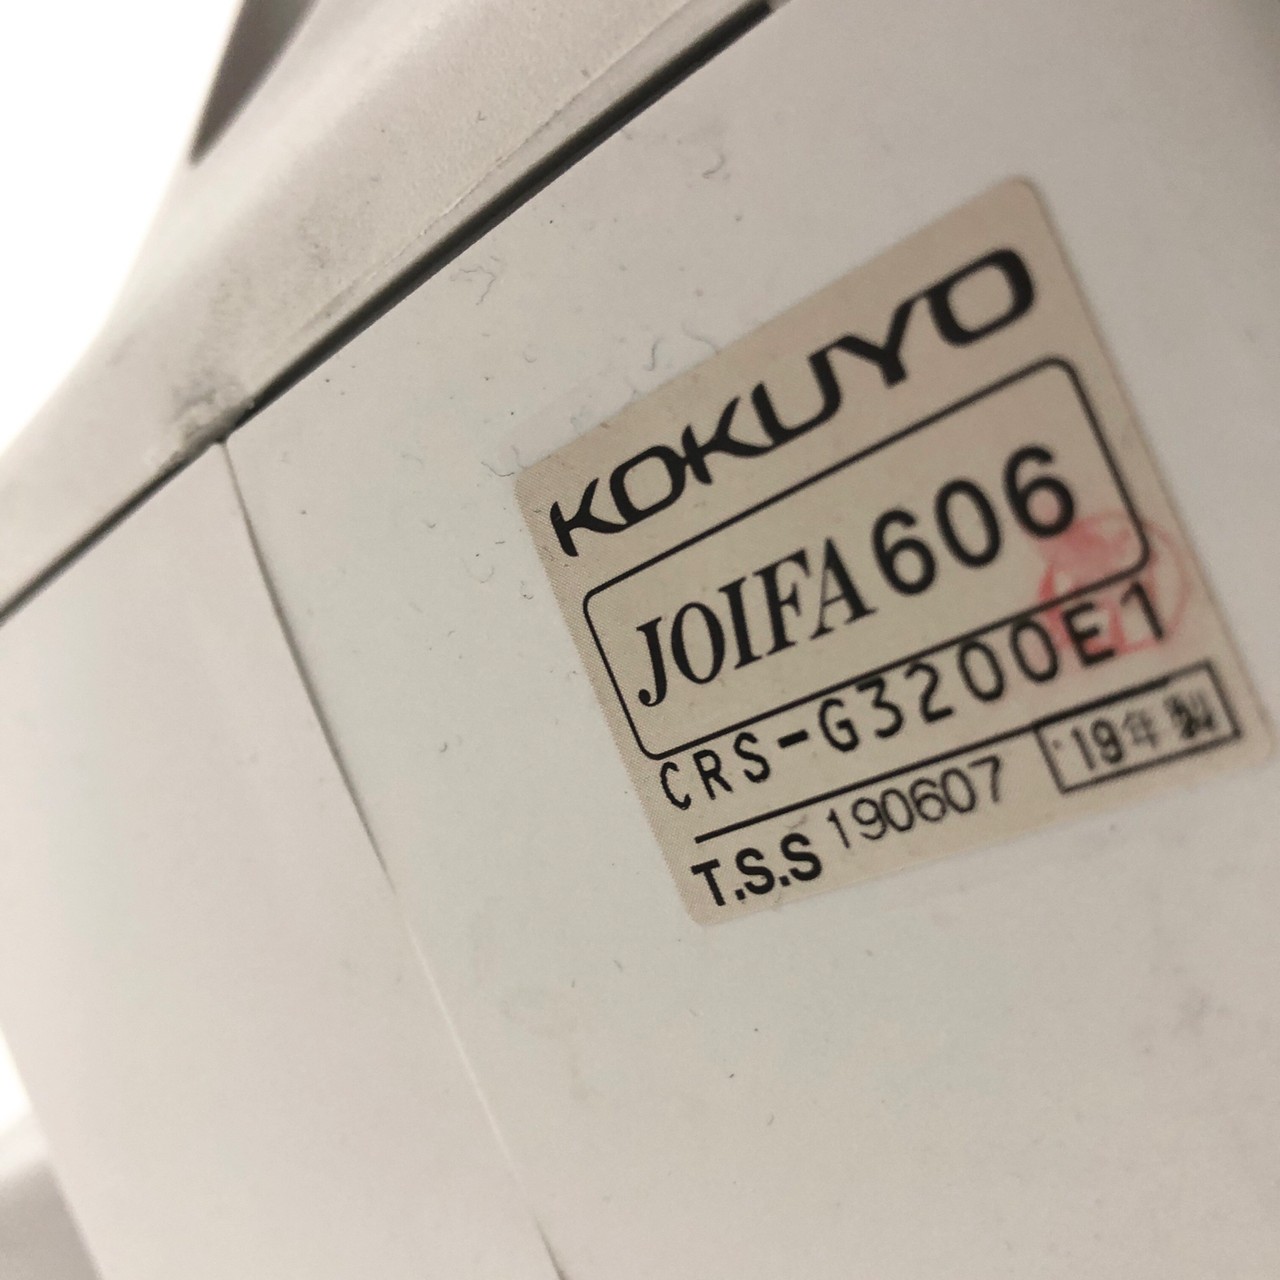 KOKUYO
JOIFA 606
CRS-G3200E1
T.S.S 190607 '19年製